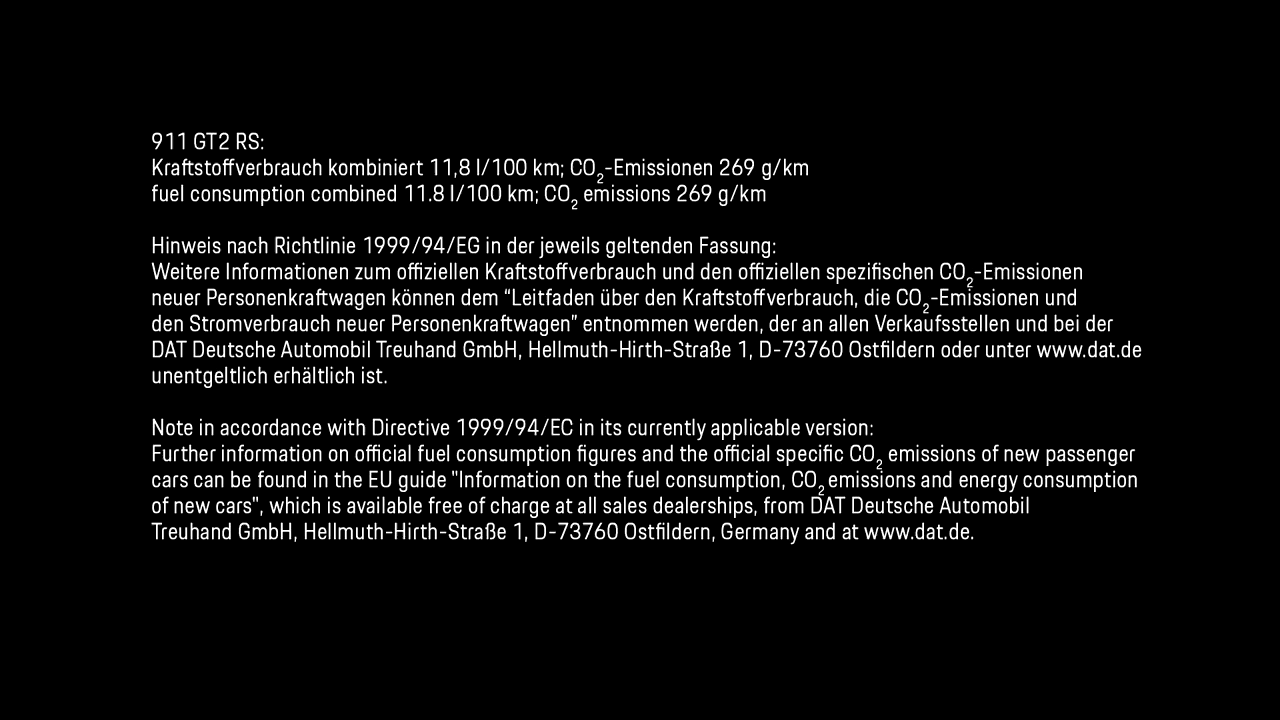 911 GT2 RS:
Kraftstoffverbrauch kombiniert 11,8 l/100 km; CO₂-Emissionen 269 g/km
fuel consumption combined 11.8 l/100 km; CO₂ emissions 269 g/km
Hinweis nach Richtlinie 1999/94/EG in der jeweils geltenden Fassung:
Weitere Informationen zum offiziellen Kraftstoffverbrauch und den offiziellen spezifischen CO₂-Emissionen
neuer Personenkraftwagen können dem “Leitfaden über den Kraftstoffverbrauch, die CO₂-Emissionen und
den Stromverbrauch neuer Personenkraftwagen” entnommen werden, der an allen Verkaufsstellen und bei der
DAT Deutsche Automobil Treuhand GmbH, Hellmuth-Hirth-Straße 1, D-73760 Ostfildern oder unter www.dat.de
unentgeltlich erhältlich ist.
Note in accordance with Directive 1999/94/EC in its currently applicable version:
Further information on official fuel consumption figures and the official specific CO₂ emissions of new passenger
cars can be found in the EU guide "Information on the fuel consumption, CO₂ emissions and energy consumption
of new cars", which is available free of charge at all sales dealerships, from DAT Deutsche Automobil
Treuhand GmbH, Hellmuth-Hirth-Straße 1, D-73760 Ostfildern, Germany and at www.dat.de.